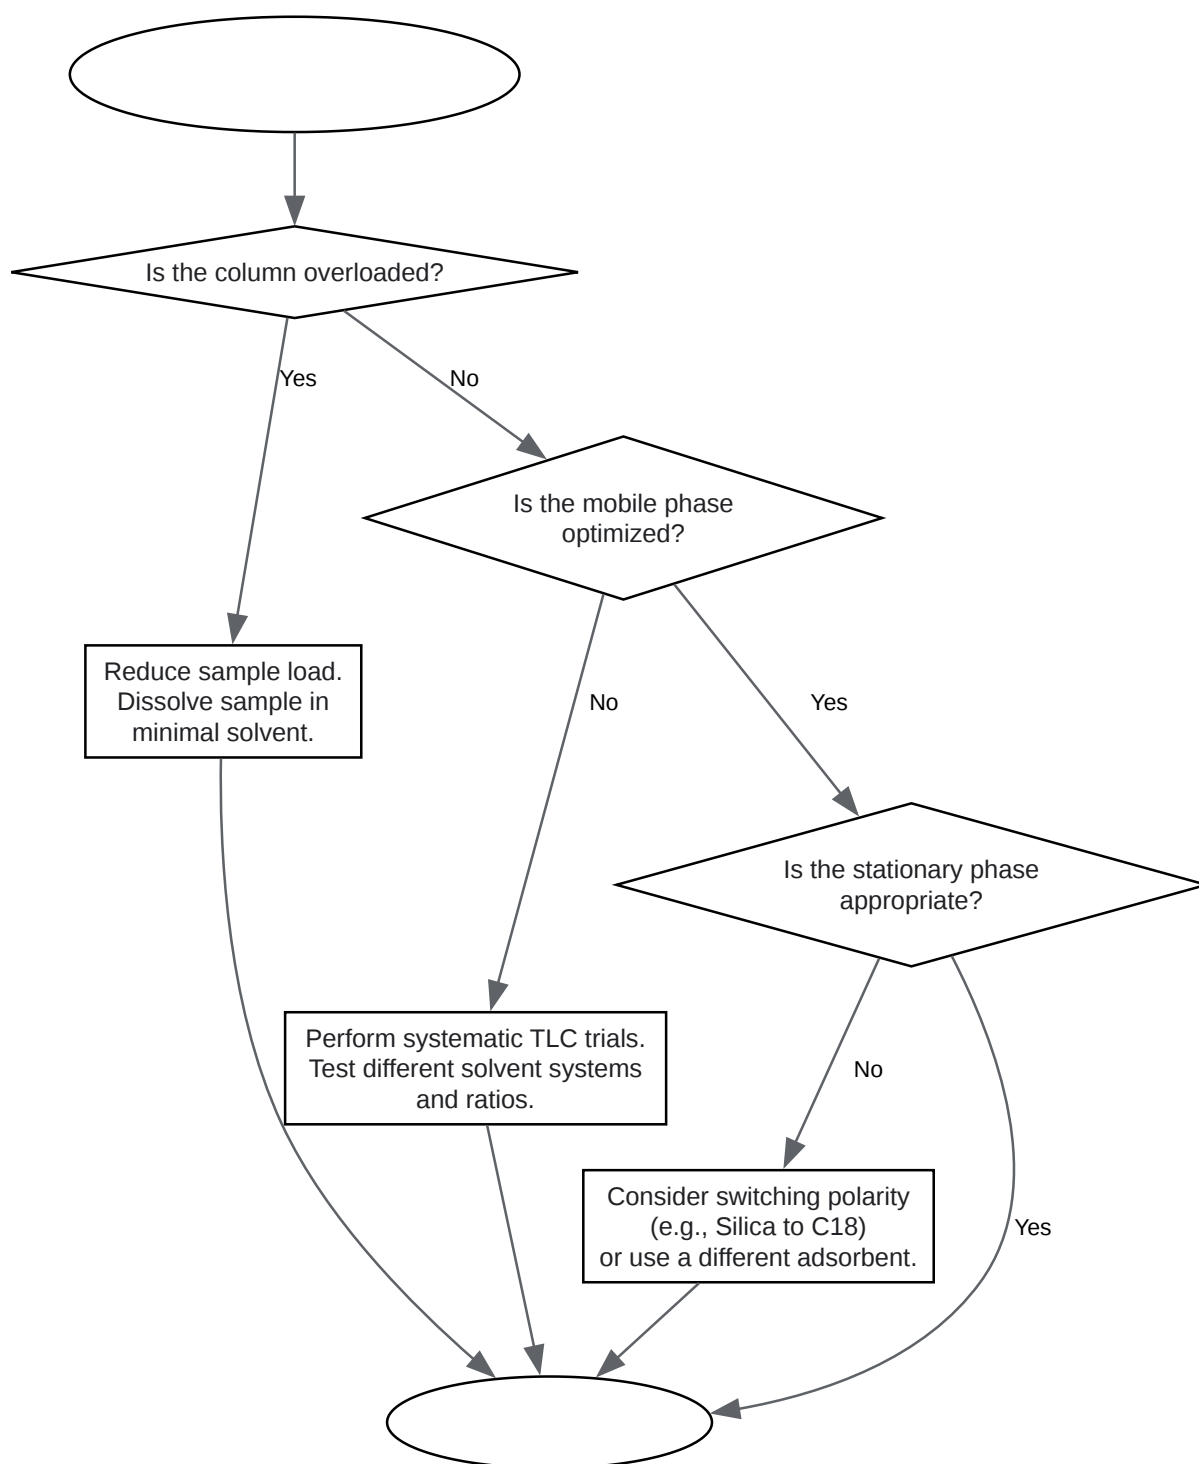 Is the column overloaded?
Yes
No
Is the mobile phase
optimized?
Reduce sample load.
Dissolve sample in
minimal solvent.
No
Yes
Is the stationary phase
appropriate?
Perform systematic TLC trials.
Test different solvent systems
and ratios.
No
Consider switching polarity
(e.g., Silica to C18)
or use a different adsorbent.
Yes